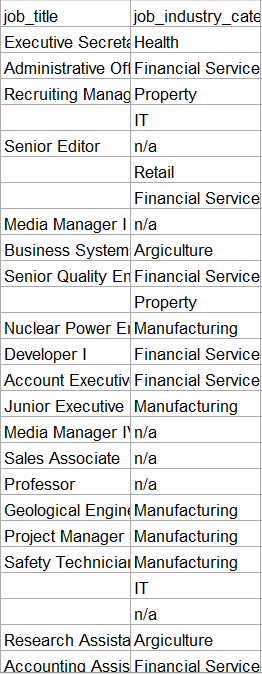 job_title job_industry_cate
Executive Secreta Health
Administrative Off Financial Service
Recruiting Manag Property
IT
Senior Editor n/a
Retail
Financial Service
Media Manager I n/a
Business System Argiculture
Senior Quality En Financial Service
Property
Nuclear Power En Manufacturing
Developer I Financial Service
Account Executiv Financial Service
Junior Executive Manufacturing
Media Manager IV n/a
Sales Associate n/a
Professor n/a
Geological Engine Manufacturing
Project Manager Manufacturing
Safety Technician Manufacturing
IT
n/a
Research Assista Argiculture
Accounting Assis Financial Service